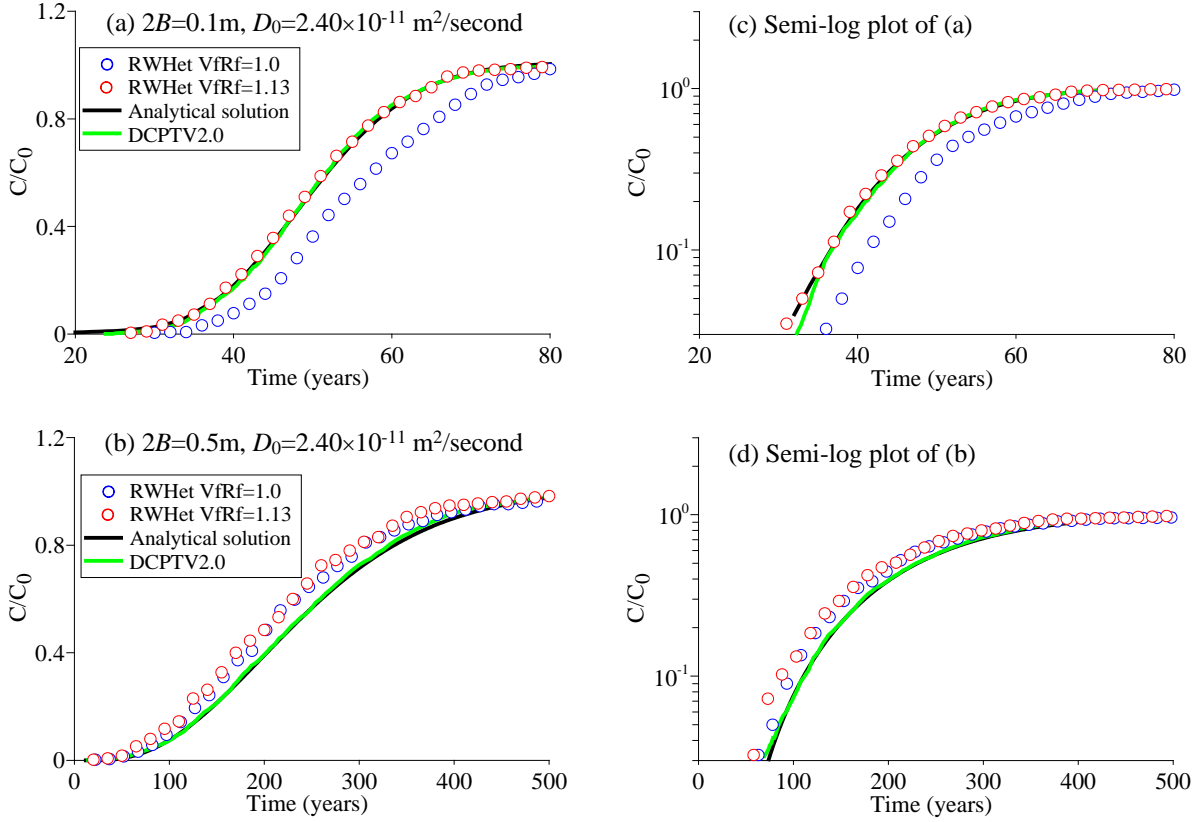 (a) 2B=0.1m, D₀=2.40×10⁻¹¹ m²/second
1.2
RWHet VfRf=1.0
RWHet VfRf=1.13
Analytical solution
DCPTV2.0
0.8
C/C₀
0.4
0
20
40
60
80
Time (years)
(c) Semi-log plot of (a)
10⁰
C/C₀
10⁻¹
20
40
60
80
Time (years)
(b) 2B=0.5m, D₀=2.40×10⁻¹¹ m²/second
1.2
RWHet VfRf=1.0
RWHet VfRf=1.13
Analytical solution
DCPTV2.0
0.8
C/C₀
0.4
0
0
100
200
300
400
500
Time (years)
(d) Semi-log plot of (b)
10⁰
C/C₀
10⁻¹
0
100
200
300
400
500
Time (years)